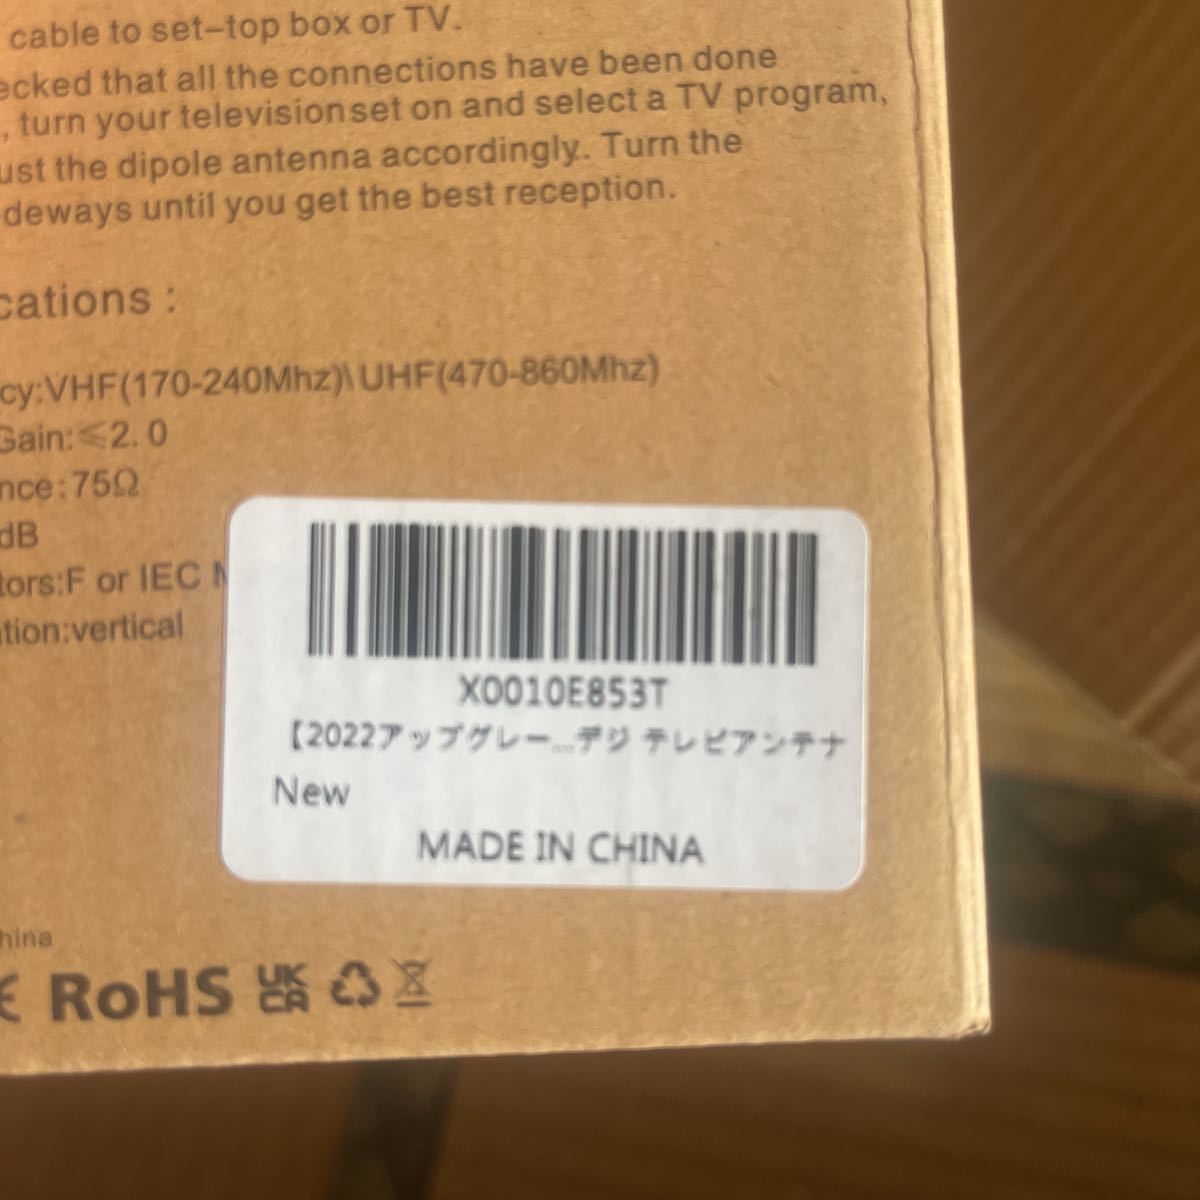 cable to set-top box or TV.
ecked that all the connections have been done
, turn your televisionset on and select a TV program,
ust the dipole antenna accordingly. Turn the
deways until you get the best reception.
cations :
cy:VHF(170-240Mhz)\UHF(470-860Mhz)
Gain:≤2.0
nce:75Ω
dB
tors:F or IEC M
tion:vertical
X0010E853T
【2022アップグレー...デジ テレビアンテナ
New
MADE IN CHINA
hina
CE RoHS UK CA